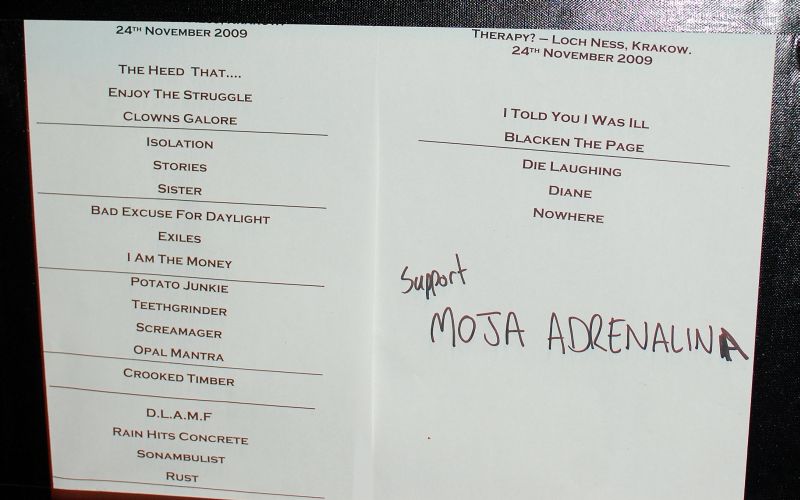 24TH NOVEMBER 2009
THE HEED THAT....
ENJOY THE STRUGGLE
CLOWNS GALORE
ISOLATION
STORIES
SISTER
BAD EXCUSE FOR DAYLIGHT
EXILES
I AM THE MONEY
POTATO JUNKIE
TEETHGRINDER
SCREAMAGER
OPAL MANTRA
CROOKED TIMBER
D.L.A.M.F
RAIN HITS CONCRETE
SONAMBULIST
RUST
THERAPY? – LOCH NESS, KRAKOW.
24TH NOVEMBER 2009
I TOLD YOU I WAS ILL
BLACKEN THE PAGE
DIE LAUGHING
DIANE
NOWHERE
Support
MOJA ADRENALINA